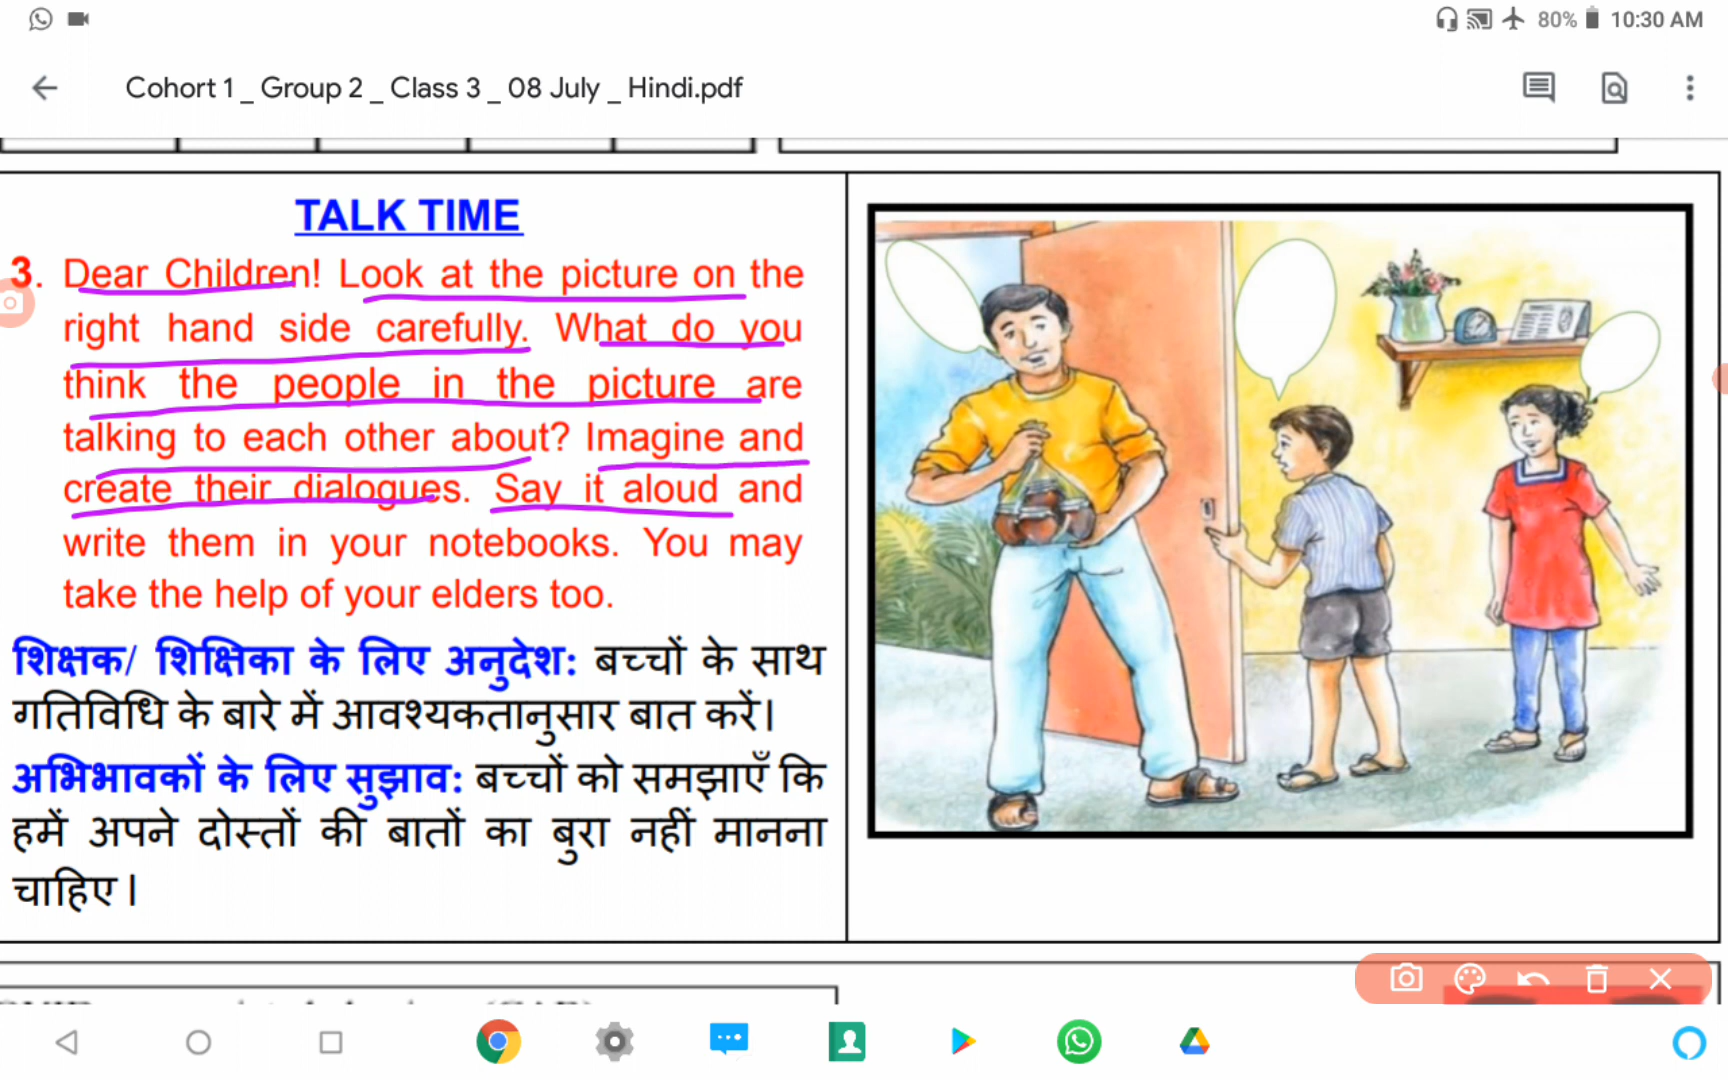 80% 10:30 AM
Cohort 1 _ Group 2 _ Class 3 _ 08 July _ Hindi.pdf
TALK TIME
3. Dear Children! Look at the picture on the
right hand side carefully. What do you
think the people in the picture are
talking to each other about? Imagine and
create their dialogues. Say it aloud and
write them in your notebooks. You may
take the help of your elders too.
शिक्षक/ शिक्षिका के लिए अनुदेश: बच्चों के साथ
गतिविधि के बारे में आवश्यकतानुसार बात करें।
अभिभावकों के लिए सुझाव: बच्चों को समझाएँ कि
हमें अपने दोस्तों की बातों का बुरा नहीं मानना
चाहिए।